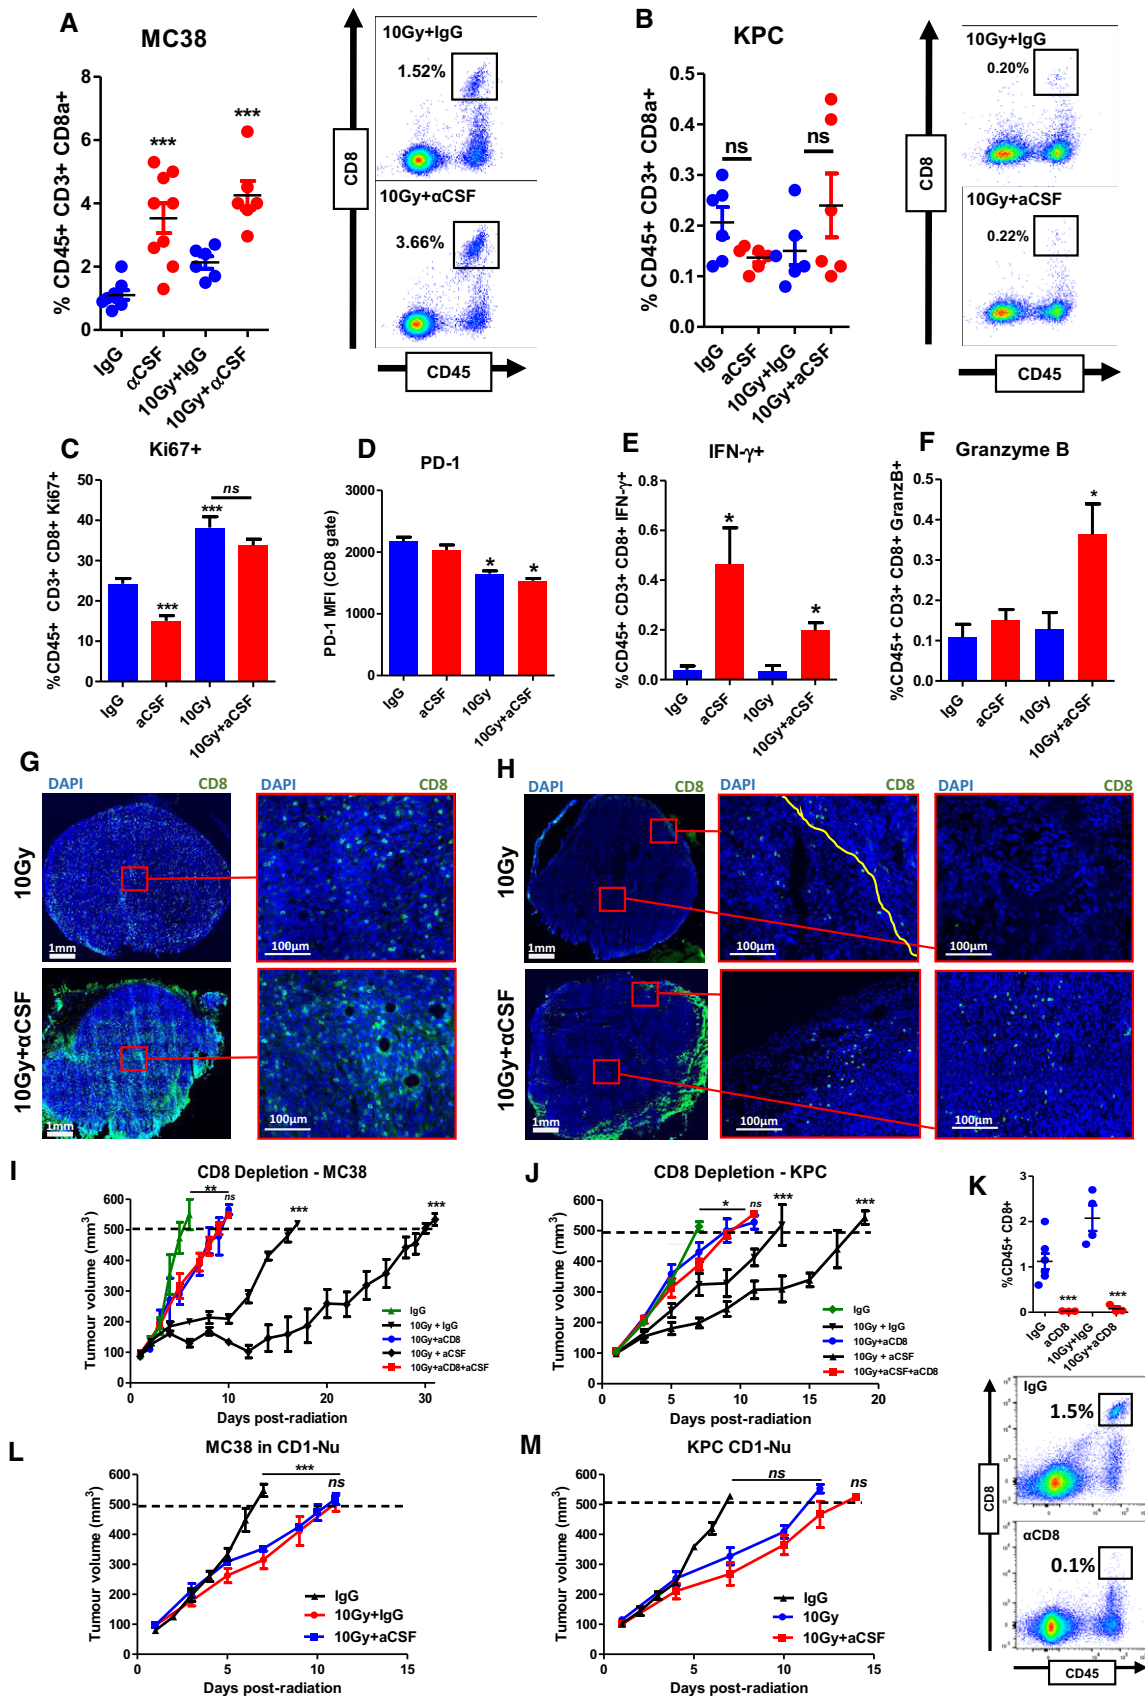 A
MC38
% CD45+ CD3+ CD8a+
8
6
4
2
0
***
***
IgG
αCSF
10Gy+IgG
10Gy+αCSF
CD8
10Gy+IgG
1.52%
10Gy+αCSF
3.66%
CD45
B
KPC
% CD45+ CD3+ CD8a+
0.5
0.4
0.3
0.2
0.1
0.0
ns
ns
IgG
aCSF
10Gy+IgG
10Gy+aCSF
CD8
10Gy+IgG
0.20%
10Gy+aCSF
0.22%
CD45
C
Ki67+
%CD45+ CD3+ CD8+ Ki67+
50
40
30
20
10
0
***
***
ns
IgG
aCSF
10Gy
10Gy+aCSF
D
PD-1
PD-1 MFI (CD8 gate)
3000
2000
1000
0
*
*
IgG
aCSF
10Gy
10Gy+aCSF
E
IFN-γ+
%CD45+ CD3+ CD8+ IFN-γ+
0.8
0.6
0.4
0.2
0.0
*
*
IgG
aCSF
10Gy
10Gy+aCSF
F
Granzyme B
%CD45+ CD3+ CD8+ GranzB+
0.5
0.4
0.3
0.2
0.1
0.0
*
IgG
aCSF
10Gy
10Gy+aCSF
G
DAPI CD8 DAPI CD8
10Gy
1mm
100μm
10Gy+αCSF
1mm
100μm
H
DAPI CD8 DAPI CD8 DAPI CD8
10Gy
1mm
100μm
100μm
10Gy+αCSF
1mm
100μm
100μm
I
CD8 Depletion - MC38
Tumour volume (mm³)
600
500
400
300
200
100
0
** ns *** ***
IgG
10Gy + IgG
10Gy+aCD8
10Gy + aCSF
10Gy+aCD8+aCSF
0 10 20 30
Days post-radiation
J
CD8 Depletion - KPC
Tumour volume (mm³)
600
500
400
300
200
100
0
* ns *** ***
IgG
10Gy + IgG
10Gy+aCD8
10Gy + aCSF
10Gy+aCSF+aCD8
0 5 10 15 20
Days post-radiation
K
%CD45+ CD8+
3
2
1
0
***
***
IgG
aCD8
10Gy+IgG
10Gy+aCD8
CD8
IgG
1.5%
αCD8
0.1%
CD45
L
MC38 in CD1-Nu
Tumour volume (mm³)
600
500
400
300
200
100
0
***
ns
IgG
10Gy+IgG
10Gy+aCSF
0 5 10 15
Days post-radiation
M
KPC CD1-Nu
Tumour volume (mm³)
600
500
400
300
200
100
0
ns
ns
IgG
10Gy
10Gy+aCSF
0 5 10 15
Days post-radiation